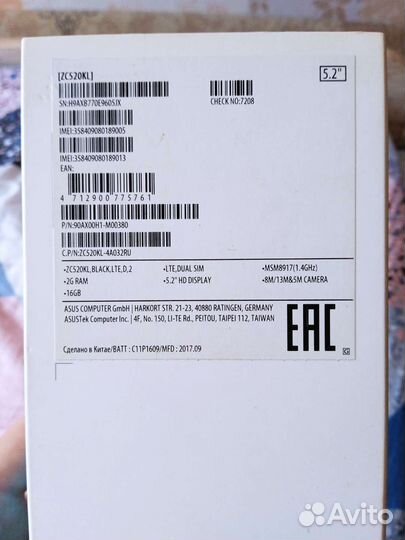 [ZC520KL]
5.2"
SN:H9AXB770E9605JX
CHECK NO:7208
IMEI:358409080189005
IMEI:358409080189013
EAN:
4 712900 775761
P/N:90AX00H1-M00380
C.P/N:ZC520KL-4A032RU
-ZC520KL,BLACK,LTE,D,2
-LTE,DUAL SIM
-MSM8917(1.4GHz)
-2G RAM
-5.2" HD DISPLAY
-8M/13M&5M CAMERA
-16GB
ASUS COMPUTER GmbH | HARKORT STR. 21-23, 40880 RATINGEN, GERMANY
ASUSTek Computer Inc. | 4F, No. 150, LI-TE Rd., PEITOU, TAIPEI 112, TAIWAN
EAC
Сделано в Китае/BATT : C11P1609/MFD : 2017.09
Avito